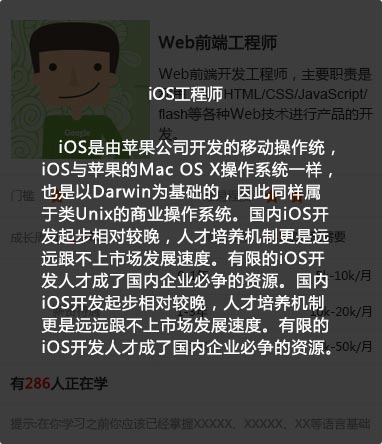 Web前端工程师
Web前端开发工程师，主要职责是
HTML/CSS/JavaScript/
flash等各种Web技术进行产品的开
发。
Google
iOS工程师
iOS是由苹果公司开发的移动操作统，
iOS与苹果的Mac OS X操作系统一样，
也是以Darwin为基础的，因此同样属
于类Unix的商业操作系统。国内iOS开
发起步相对较晚，人才培养机制更是远
远跟不上市场发展速度。有限的iOS开
发人才成了国内企业必争的资源。国内
iOS开发起步相对较晚，人才培养机制
更是远远跟不上市场发展速度。有限的
iOS开发人才成了国内企业必争的资源。
门槛
成长周
需要
k-10k/月
10k-20k/月
k-50k/月
有286人正在学
提示:在你学习之前你应该已经掌握XXXXX、XXXXX、XX等语言基础